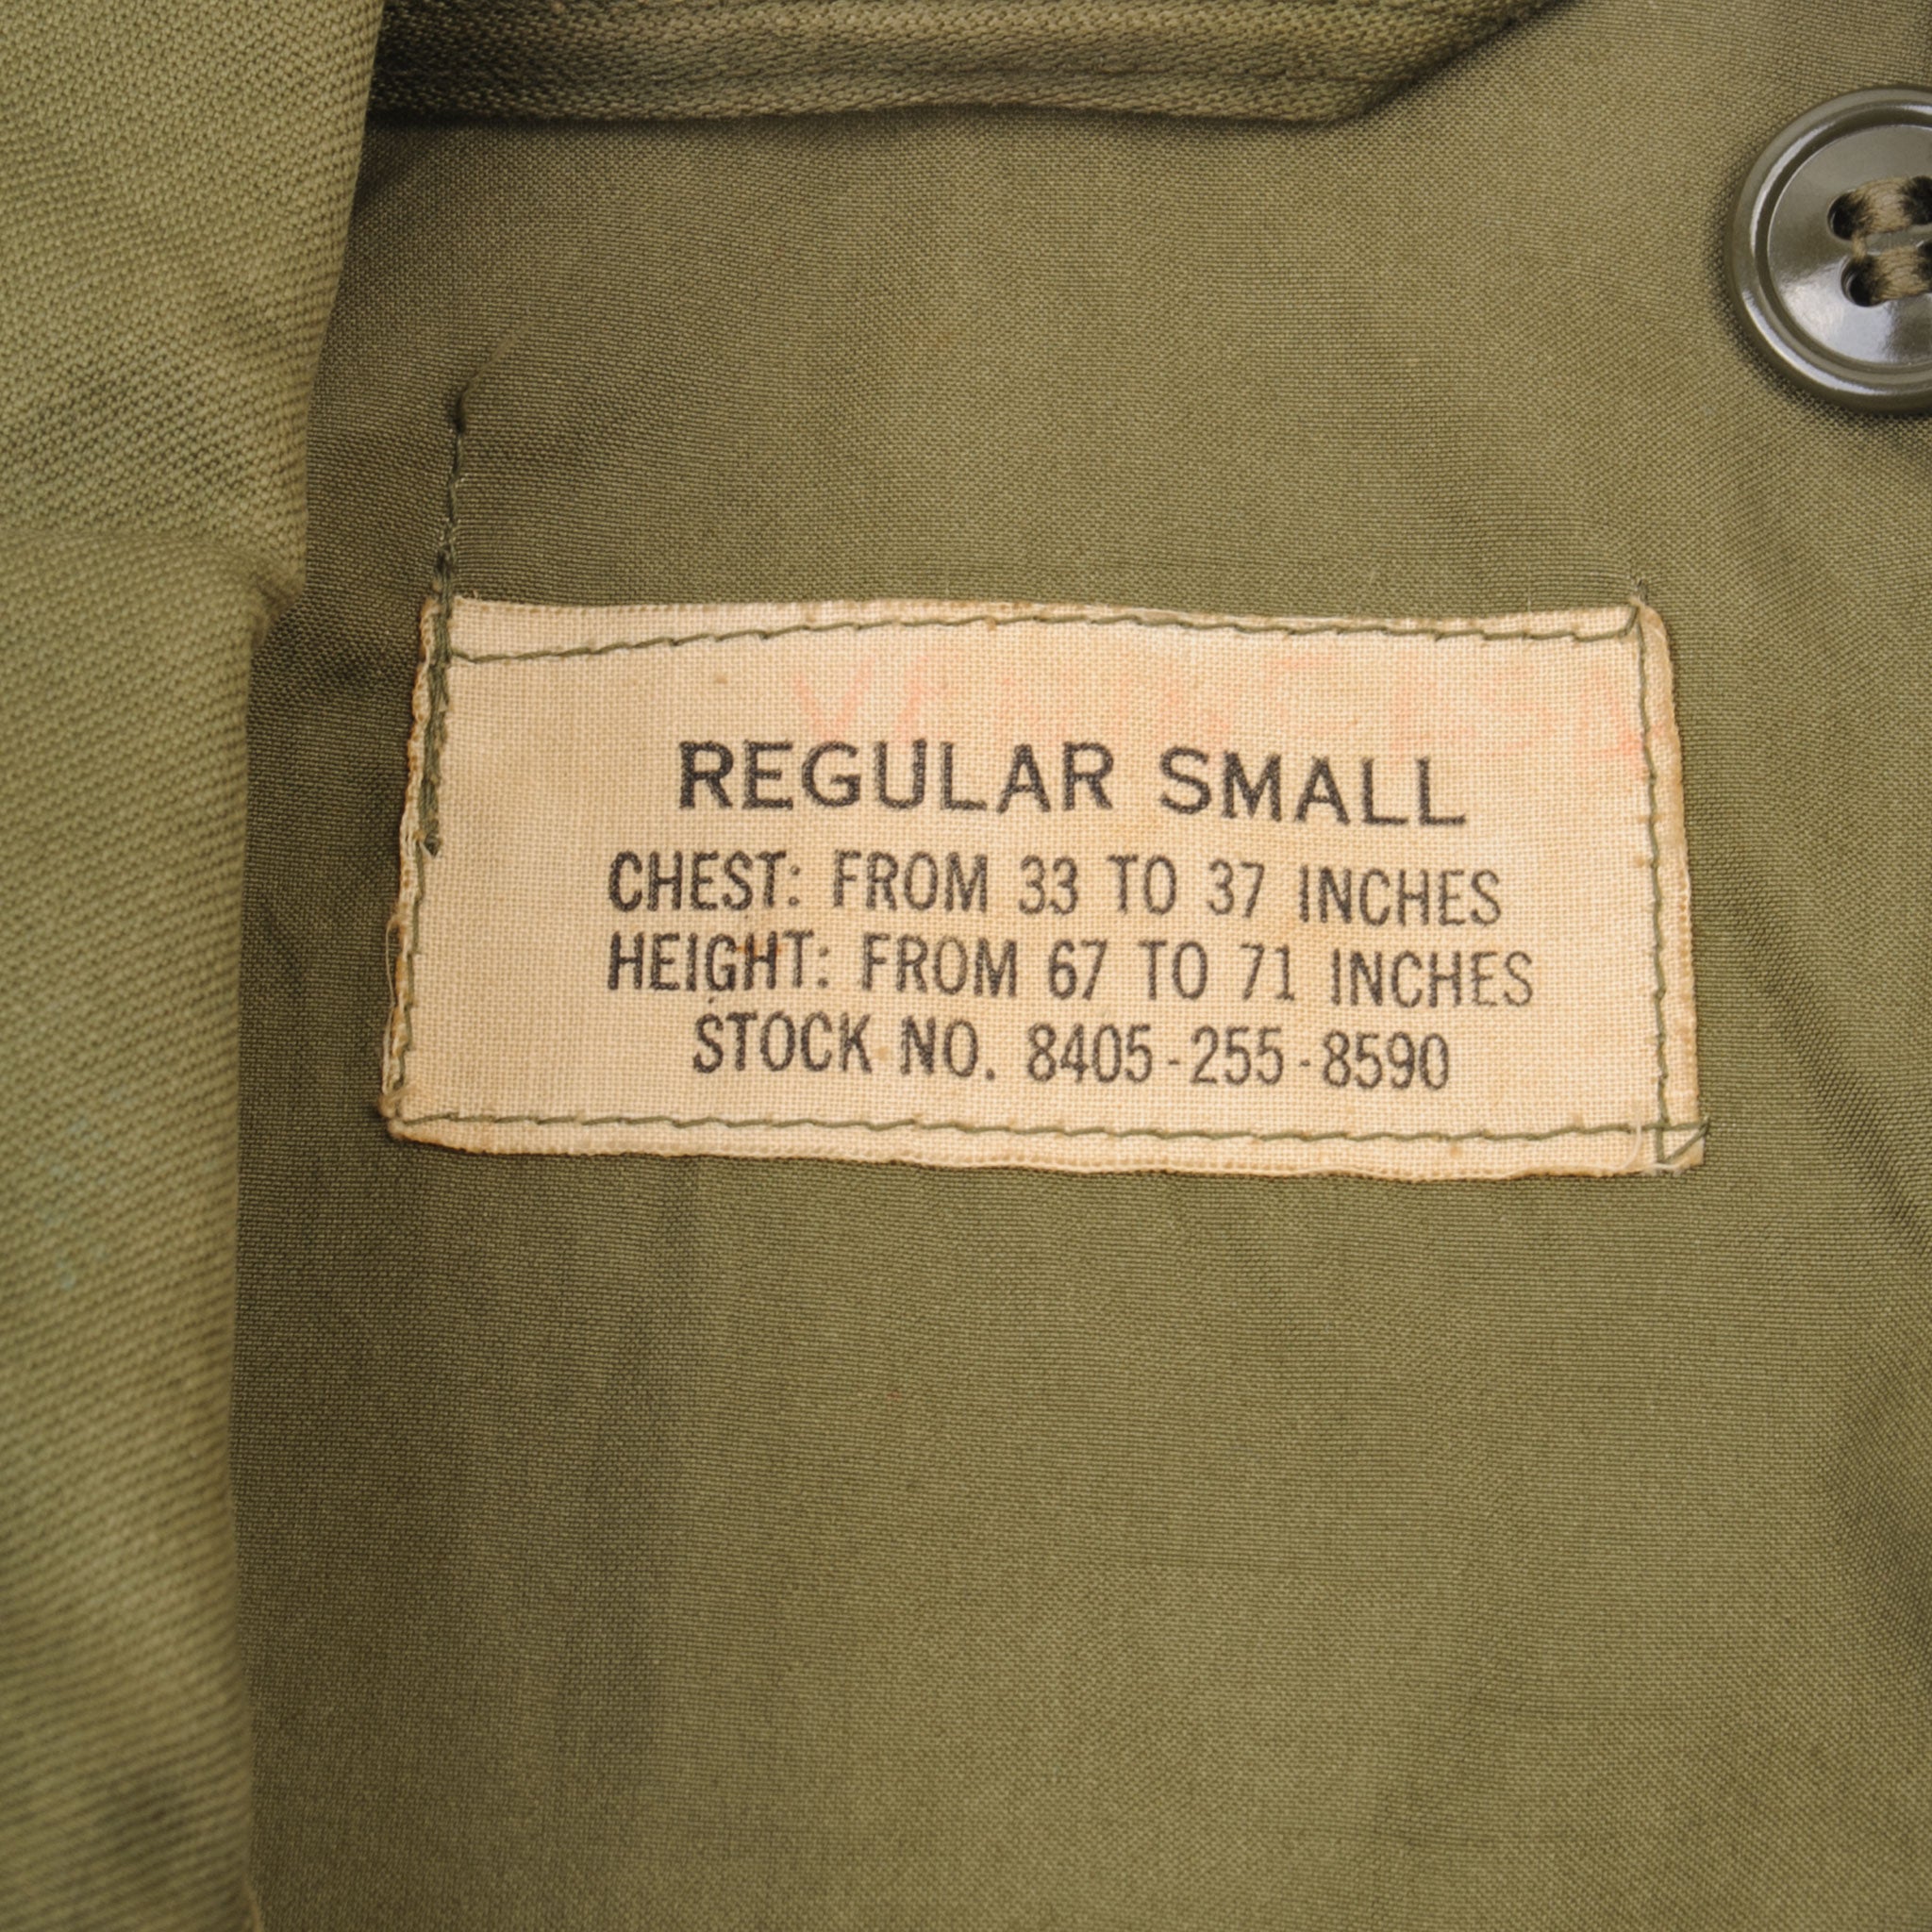 REGULAR SMALL
CHEST: FROM 33 TO 37 INCHES
HEIGHT: FROM 67 TO 71 INCHES
STOCK NO. 8405-255-8590